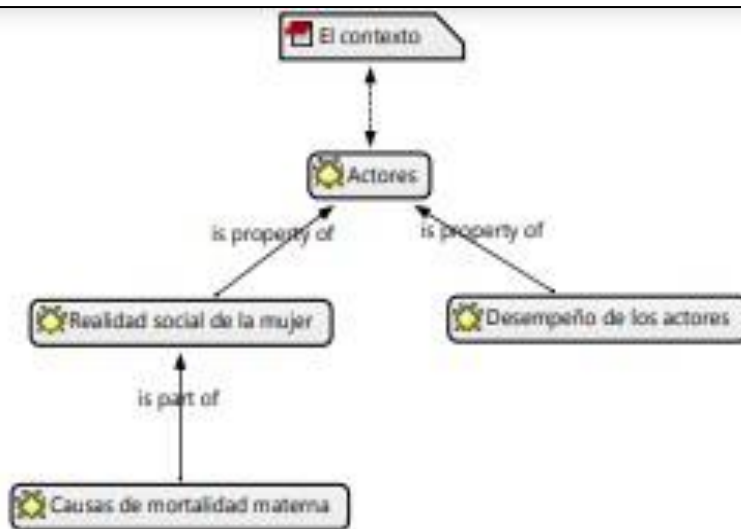 El contexto
Actores
is property of
is property of
Realidad social de la mujer
Desempeño de los actores
is part of
Causas de mortalidad materna